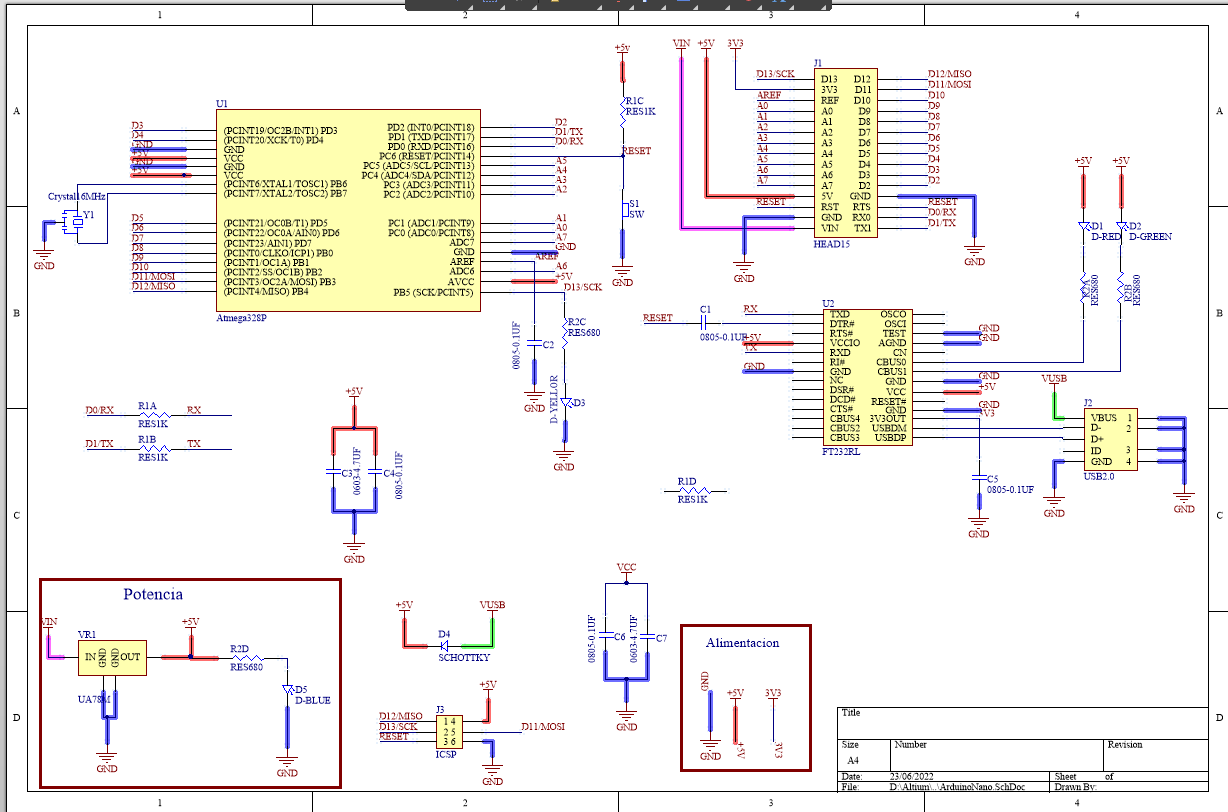 1
2
3
4
A
B
C
D
A
B
C
D
1
2
3
4
U1
D3
D4
GND
+5V
GND
+5V
(PCINT19/OC2B/INT1) PD3
(PCINT20/XCK/T0) PD4
GND
VCC
GND
VCC
(PCINT6/XTAL1/TOSC1) PB6
(PCINT7/XTAL2/TOSC2) PB7
Crystal16MHz
Y1
GND
D5
D6
D7
D8
D9
D10
D11/MOSI
D12/MISO
(PCINT21/OC0B/T1) PD5
(PCINT22/OC0A/AIN0) PD6
(PCINT23/AIN1) PD7
(PCINT0/CLKO/ICP1) PB0
(PCINT1/OC1A) PB1
(PCINT2/SS/OC1B) PB2
(PCINT3/OC2A/MOSI) PB3
(PCINT4/MISO) PB4
Atmega328P
PD2 (INT0/PCINT18)
PD1 (TXD/PCINT17)
PD0 (RXD/PCINT16)
PC6 (RESET/PCINT14)
PC5 (ADC5/SCL/PCINT13)
PC4 (ADC4/SDA/PCINT12)
PC3 (ADC3/PCINT11)
PC2 (ADC2/PCINT10)
PC1 (ADC1/PCINT9)
PC0 (ADC0/PCINT8)
ADC7
GND
AREF
ADC6
AVCC
PB5 (SCK/PCINT5)
D2
D1/TX
D0/RX
A5
A4
A3
A2
A1
A0
A7
GND
AREF
A6
+5V
D13/SCK
+5v
R1C
RES1K
RESET
S1
SW
GND
R2C
RES680
0805-0.1UF
C2
GND
D-YELLOR
D3
GND
VIN
+5V
3V3
J1
D13/SCK
AREF
A0
A1
A2
A3
A4
A5
A6
A7
RESET
D13
3V3
REF
A0
A1
A2
A3
A4
A5
A6
A7
5V
RST
GND
VIN
D12
D11
D10
D9
D8
D7
D6
D5
D4
D3
D2
GND
RTS
RX0
TX1
D12/MISO
D11/MOSI
D10
D9
D8
D7
D6
D5
D4
D3
D2
RESET
D0/RX
D1/TX
HEAD15
GND
GND
+5V
+5V
D1
D-RED
D2
D-GREEN
R2A
RES680
R2B
RES680
U2
RESET
C1
0805-0.1UF
RX
+5V
TX
GND
TXD
DTR#
RTS#
VCCIO
RXD
RI#
GND
NC
DSR#
DCD#
CTS#
CBUS4
CBUS2
CBUS3
OSCO
OSCI
TEST
AGND
CN
CBUS0
CBUS1
GND
VCC
RESET#
GND
3V3OUT
USBDM
USBDP
GND
GND
GND
+5V
GND
3V3
FT232RL
C5
0805-0.1UF
GND
VUSB
J2
VBUS
D-
D+
ID
GND
1
2
3
4
USB2.0
GND
GND
D0/RX
R1A
RES1K
RX
D1/TX
R1B
RES1K
TX
+5V
C3
0603-4.7UF
C4
0805-0.1UF
GND
R1D
RES1K
Potencia
VIN
VR1
IN
GND
GND
OUT
UA78M
GND
+5V
R2D
RES680
D5
D-BLUE
GND
+5V
VUSB
D4
SCHOTTKY
+5V
J3
D12/MISO
D13/SCK
RESET
1 4
2 5
3 6
D11/MOSI
ICSP
GND
VCC
0805-0.1UF
C6
0603-4.7UF
C7
GND
Alimentacion
GND
+5V
3V3
GND
+5V
3V3
Title
Size
Number
Revision
A4
Date:
23/06/2022
Sheet of
File:
D:\Altium\..\ArduinoNano.SchDoc
Drawn By: